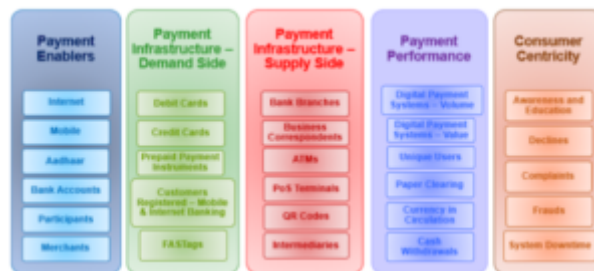 Payment
Enablers
Internet
Mobile
Aadhaar
Bank Accounts
Participants
Merchants
Payment
Infrastructure –
Demand Side
Debit Cards
Credit Cards
Prepaid Payment
Instruments
Customers
Registered – Mobile
& Internet Banking
FASTags
Payment
Infrastructure –
Supply Side
Bank Branches
Business
Correspondents
ATMs
PoS Terminals
QR Codes
Intermediaries
Payment
Performance
Digital Payment
Systems – Volume
Digital Payment
Systems – Value
Unique Users
Paper Clearing
Currency in
Circulation
Cash
Withdrawals
Consumer
Centricity
Awareness and
Education
Declines
Complaints
Frauds
System Downtime